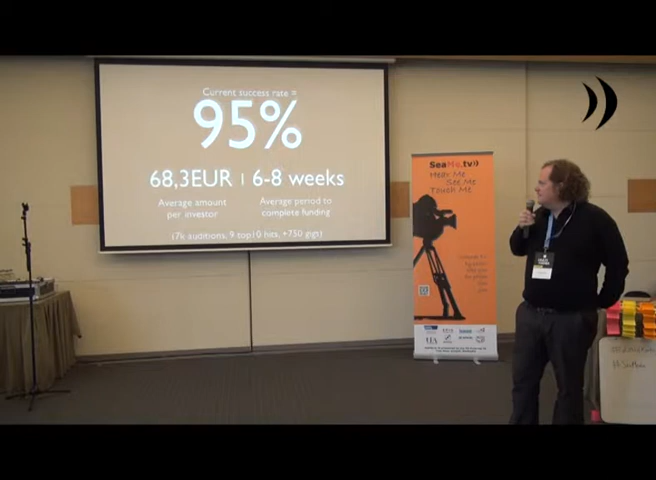 Current success rate =
95%
68,3EUR | 6-8 weeks
Average amount
per investor
Average period to
complete funding
(7k auditions, 9 top10 hits, +750 gigs)
SeaMe.tv))
Hear Me
See Me
Touch Me